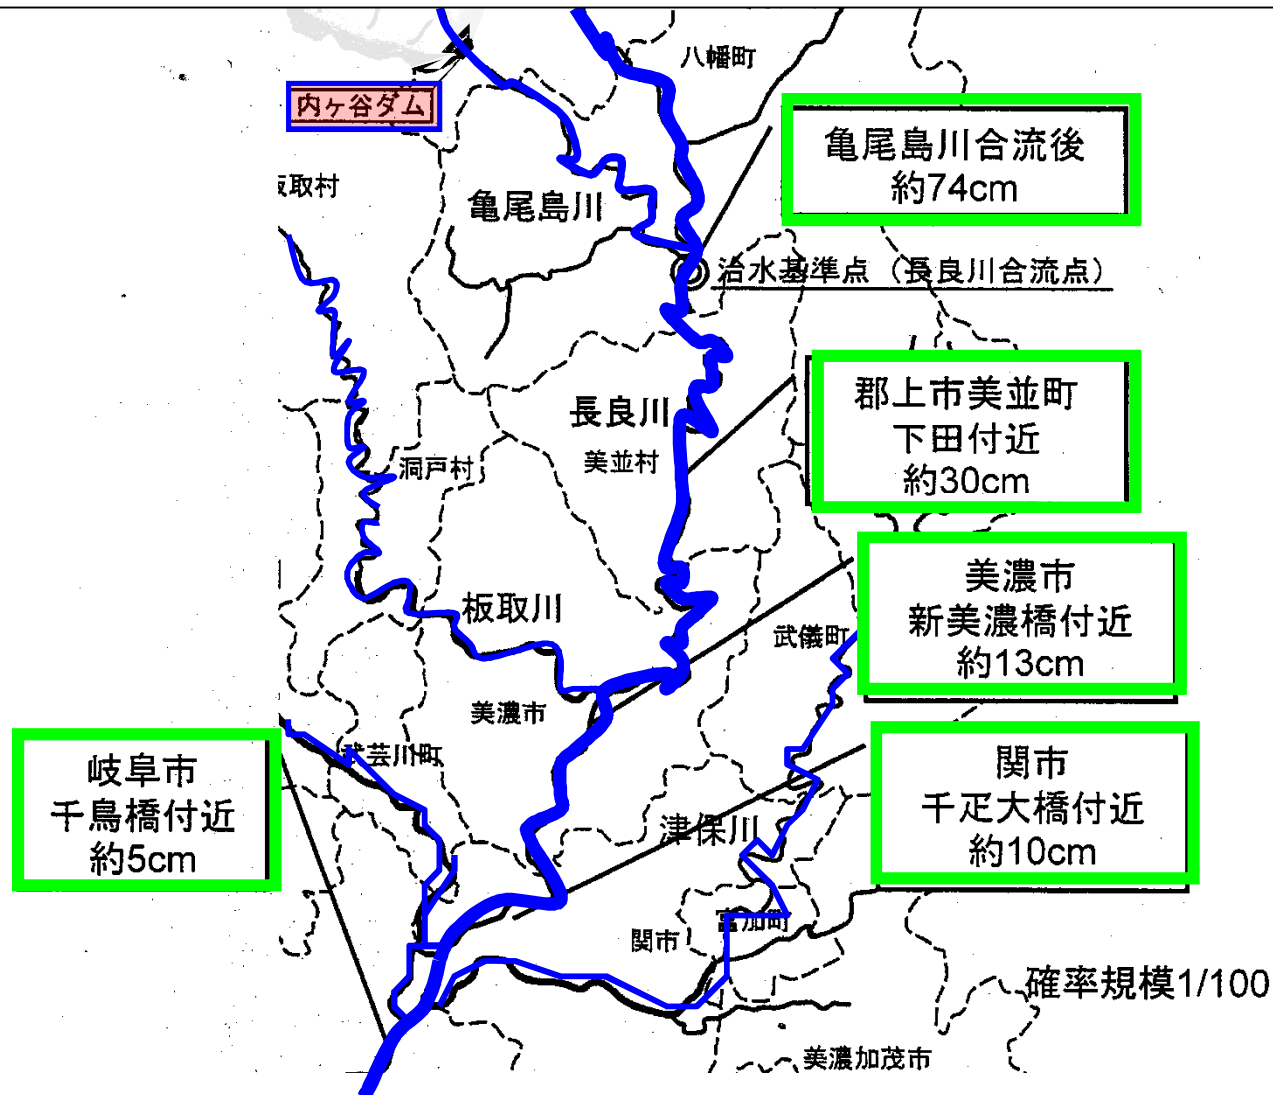 八幡町
内ヶ谷ダム
亀尾島川合流後
約74cm
板取村
亀尾島川
治水基準点（長良川合流点）
郡上市美並町
下田付近
約30cm
長良川
美並村
洞戸村
美濃市
新美濃橋付近
約13cm
板取川
武儀町
美濃市
岐阜市
千鳥橋付近
約5cm
武芸川町
関市
千疋大橋付近
約10cm
津保川
富加町
関市
確率規模1/100
美濃加茂市